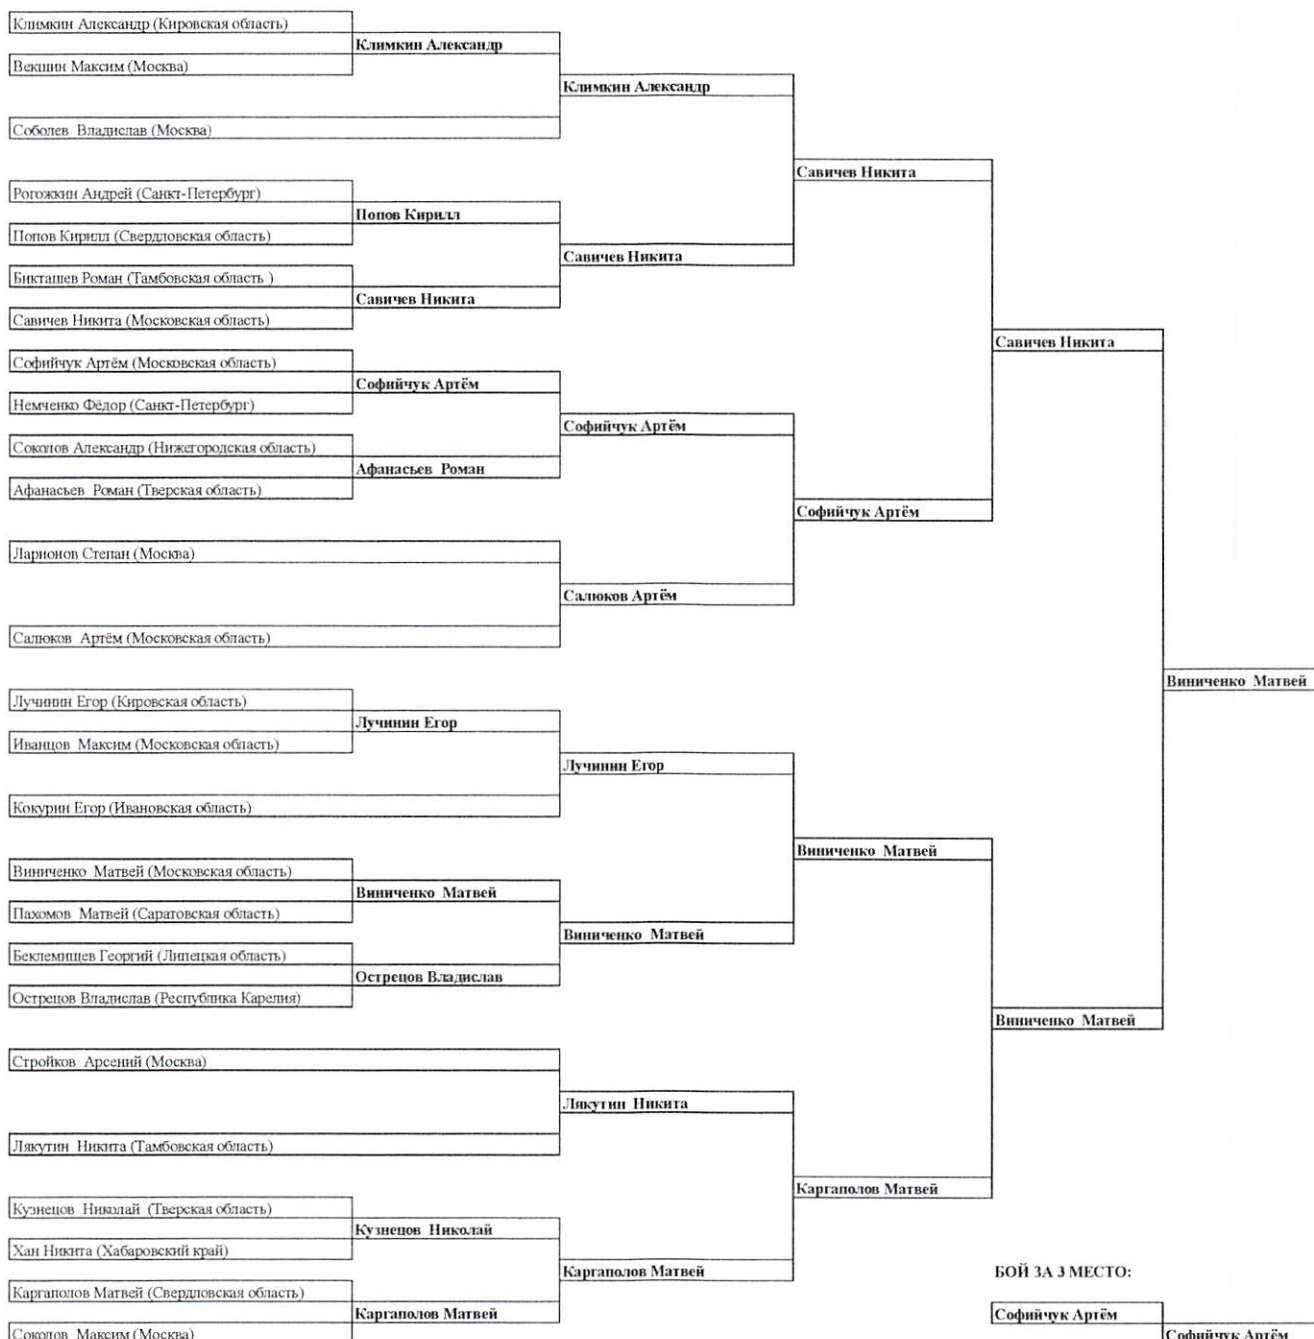 Климкин Александр (Кировская область)
Климкин Александр
Векшин Максим (Москва)
Климкин Александр
Соболев Владислав (Москва)
Савичев Никита
Рогожкин Андрей (Санкт-Петербург)
Попов Кирилл
Попов Кирилл (Свердловская область)
Савичев Никита
Бикташев Роман (Тамбовская область )
Савичев Никита
Савичев Никита (Московская область)
Савичев Никита
Софийчук Артём (Московская область)
Софийчук Артём
Немченко Фёдор (Санкт-Петербург)
Софийчук Артём
Соколов Александр (Нижегородская область)
Афанасьев Роман
Афанасьев Роман (Тверская область)
Софийчук Артём
Ларионов Степан (Москва)
Салюков Артём
Салюков Артём (Московская область)
Виниченко Матвей
Лучинин Егор (Кировская область)
Лучинин Егор
Иванцов Максим (Московская область)
Лучинин Егор
Кокурин Егор (Ивановская область)
Виниченко Матвей
Виниченко Матвей (Московская область)
Виниченко Матвей
Пахомов Матвей (Саратовская область)
Виниченко Матвей
Беклемищев Георгий (Липецкая область)
Острецов Владислав
Острецов Владислав (Республика Карелия)
Виниченко Матвей
Стройков Арсений (Москва)
Лякутин Никита
Лякутин Никита (Тамбовская область)
Каргаполов Матвей
Кузнецов Николай (Тверская область)
Кузнецов Николай
Хан Никита (Хабаровский край)
Каргаполов Матвей
БОЙ ЗА 3 МЕСТО:
Каргаполов Матвей (Свердловская область)
Каргаполов Матвей
Софийчук Артём
Соколов Максим (Москва)
Софийчук Артём